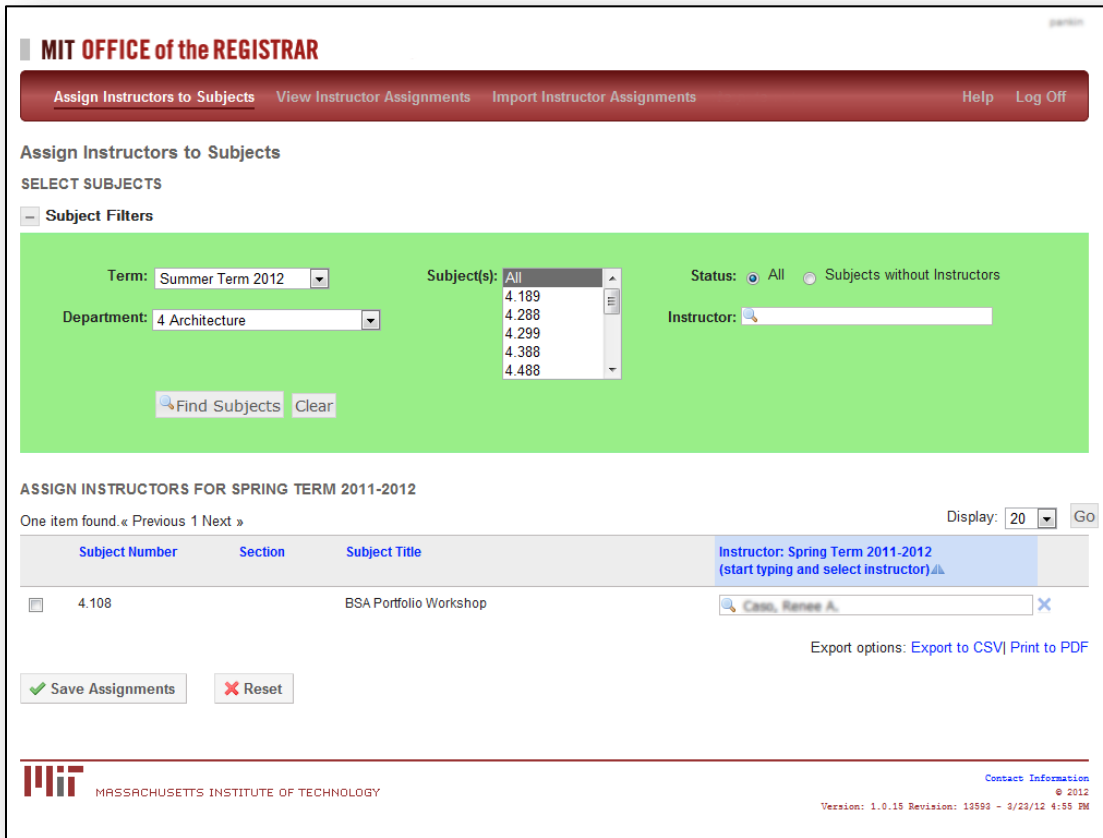 pankin
MIT OFFICE of the REGISTRAR
Assign Instructors to Subjects View Instructor Assignments Import Instructor Assignments Help Log Off
Assign Instructors to Subjects
SELECT SUBJECTS
Subject Filters
Term: Summer Term 2012
Department: 4 Architecture
Subject(s): All
4.189
4.288
4.299
4.388
4.488
Status: All Subjects without Instructors
Instructor:
Find Subjects Clear
ASSIGN INSTRUCTORS FOR SPRING TERM 2011-2012
One item found.« Previous 1 Next » Display: 20 Go
Subject Number Section Subject Title Instructor: Spring Term 2011-2012
(start typing and select instructor)
4.108 BSA Portfolio Workshop Caso, Renee A.
Export options: Export to CSV| Print to PDF
Save Assignments Reset
MIT MASSACHUSETTS INSTITUTE OF TECHNOLOGY
Contact Information
© 2012
Version: 1.0.15 Revision: 13593 - 3/23/12 4:55 PM